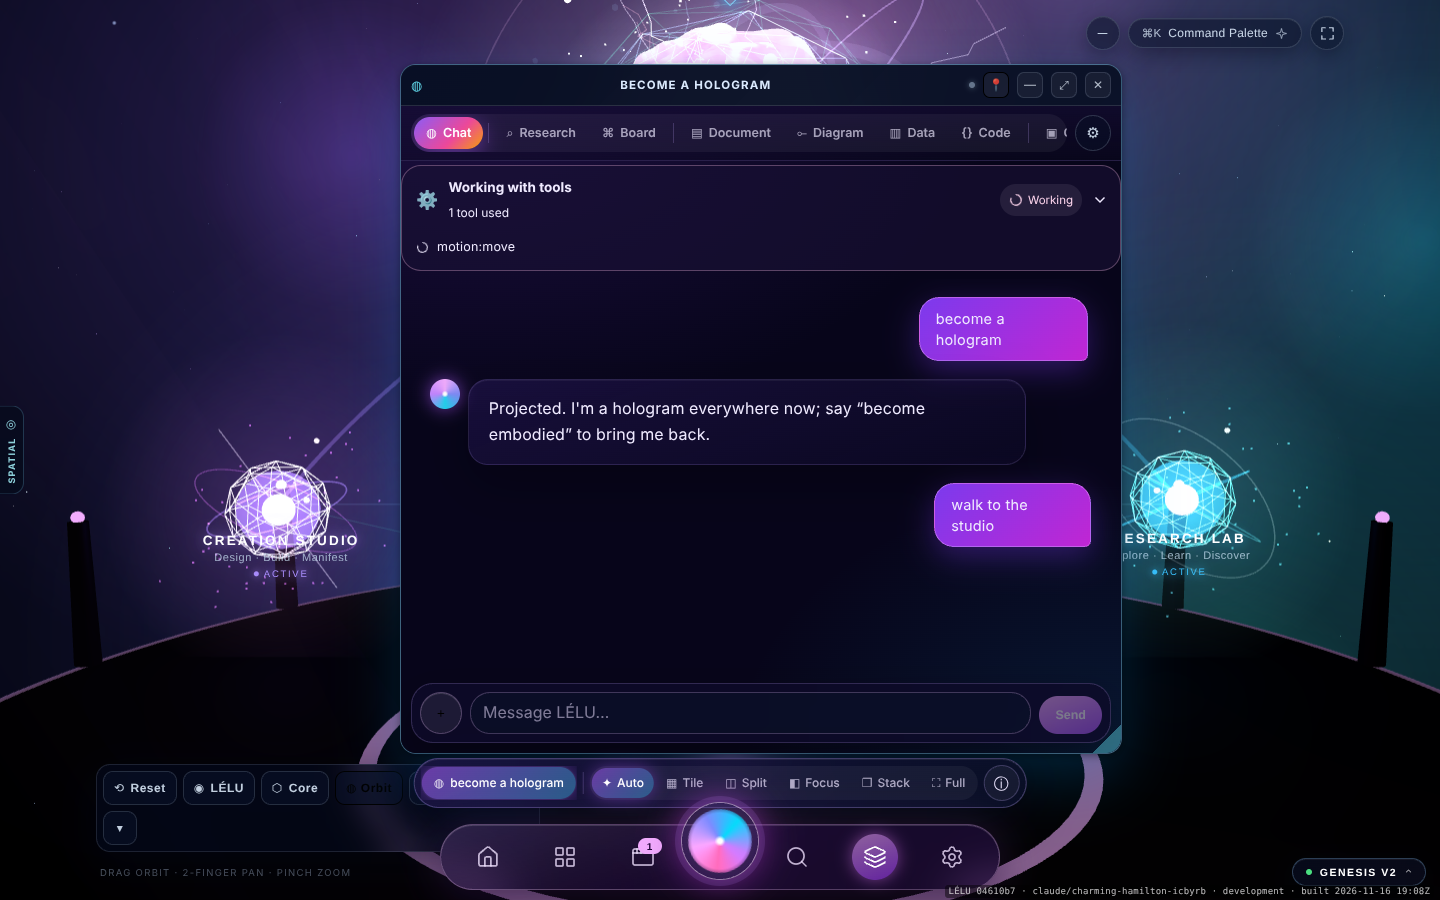 ⌘K Command Palette
BECOME A HOLOGRAM
Chat Research Board Document Diagram Data {} Code
Working with tools
1 tool used
Working
motion:move
become a
hologram
Projected. I'm a hologram everywhere now; say “become
embodied” to bring me back.
walk to the
studio
SPATIAL
CREATION STUDIO
Design · Build · Manifest
ACTIVE
ESEARCH LAB
plore · Learn · Discover
ACTIVE
+ Message LÉLU... Send
Reset LÉLU Core Orbit
become a hologram Auto Tile Split Focus Stack Full
1
DRAG ORBIT · 2-FINGER PAN · PINCH ZOOM
GENESIS V2
LÉLU 04610b7 · claude/charming-hamilton-icbyrb · development · built 2026-11-16 19:08Z